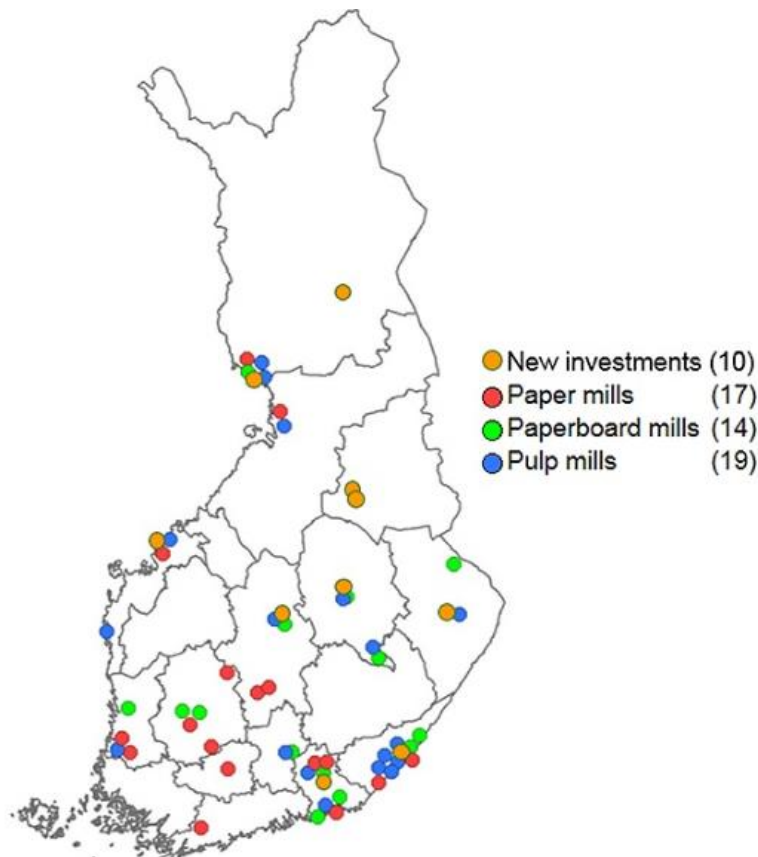 New investments (10)
Paper mills (17)
Paperboard mills (14)
Pulp mills (19)